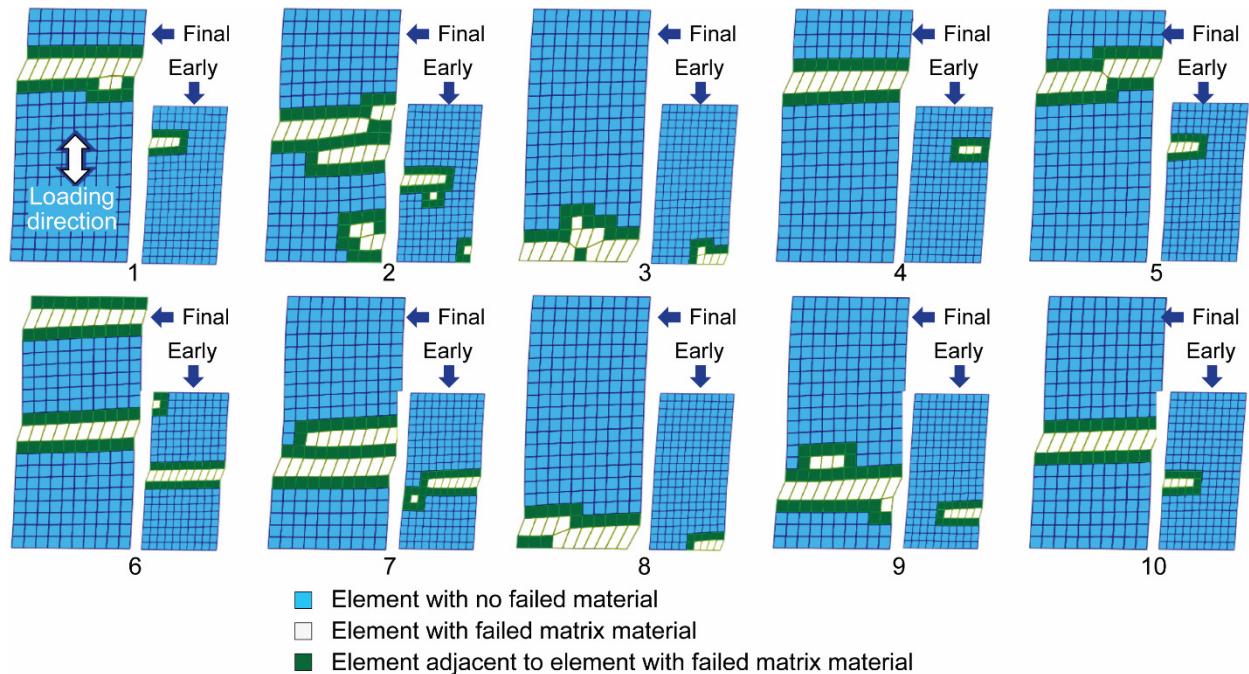 Final
Early
Loading
direction
1
Final
Early
2
Final
Early
3
Final
Early
4
Final
Early
5
Final
Early
6
Final
Early
7
Final
Early
8
Final
Early
9
Final
Early
10
Element with no failed material
Element with failed matrix material
Element adjacent to element with failed matrix material